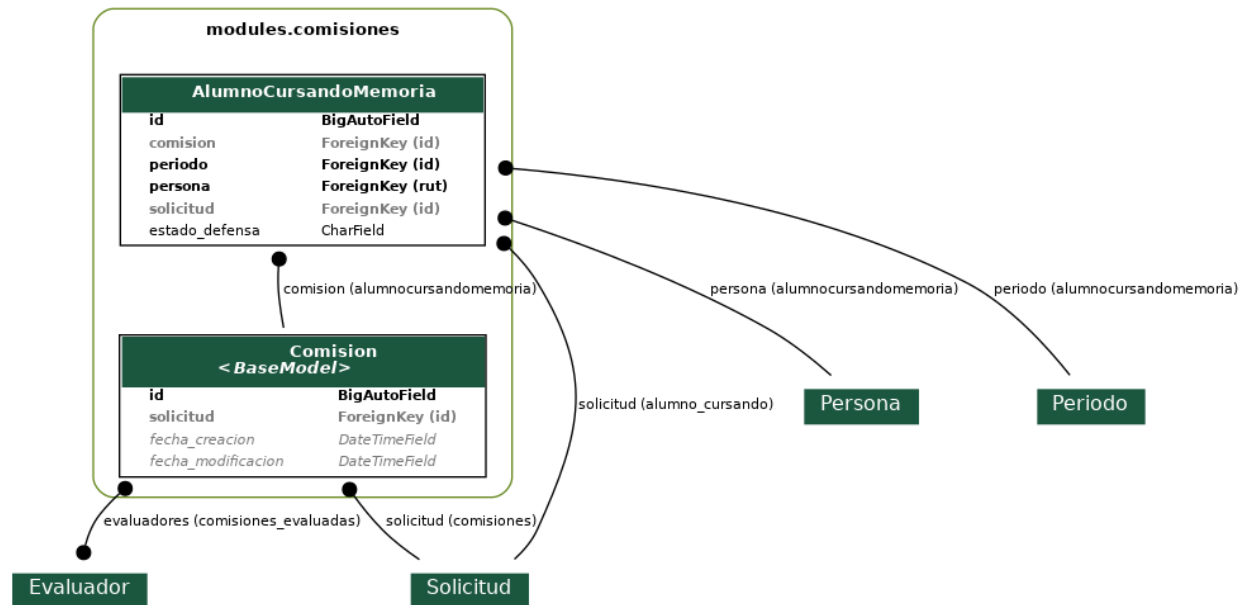 modules.comisiones
AlumnoCursandoMemoria
id BigAutoField
comision ForeignKey (id)
periodo ForeignKey (id)
persona ForeignKey (rut)
solicitud ForeignKey (id)
estado_defensa CharField
comision (alumnocursandomemoria)
persona (alumnocursandomemoria)
periodo (alumnocursandomemoria)
Comision
<BaseModel>
id BigAutoField
solicitud ForeignKey (id)
fecha_creacion DateTimeField
fecha_modificacion DateTimeField
solicitud (alumno_cursando)
Persona
Periodo
evaluadores (comisiones_evaluadas)
solicitud (comisiones)
Evaluador
Solicitud